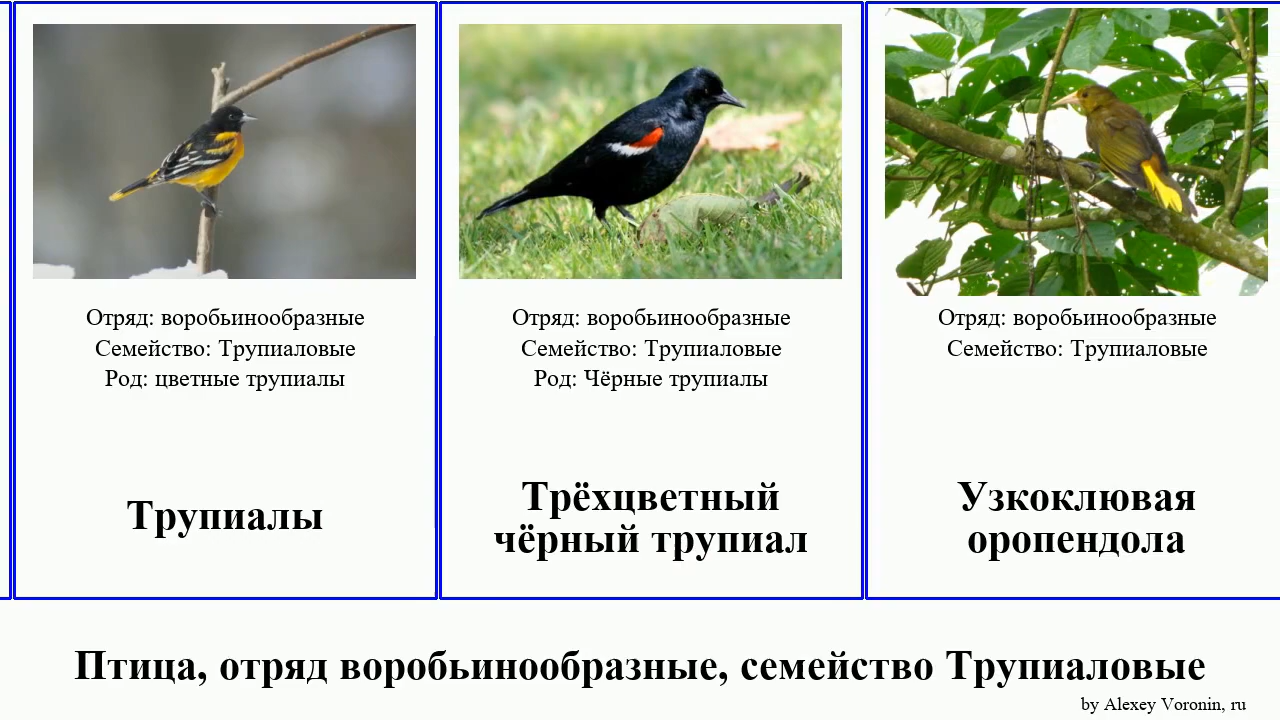 Отряд: воробьинообразные
Семейство: Трупиаловые
Род: цветные трупиалы
Трупиалы
Отряд: воробьинообразные
Семейство: Трупиаловые
Род: Чёрные трупиалы
Трёхцветный
чёрный трупиал
Отряд: воробьинообразные
Семейство: Трупиаловые
Узкоклювая
оропендола
Птица, отряд воробьинообразные, семейство Трупиаловые
by Alexey Voronin, ru